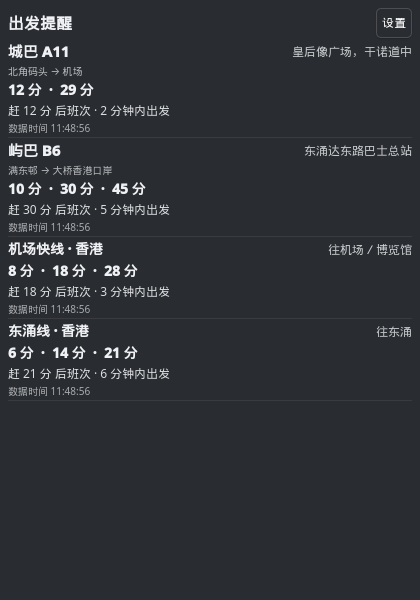 出发提醒 设置
城巴 A11 皇后像广场，干诺道中
北角码头 → 机场
12 分 · 29 分
赶 12 分 后班次 · 2 分钟内出发
数据时间 11:48:56
屿巴 B6 东涌达东路巴士总站
满东邨 → 大桥香港口岸
10 分 · 30 分 · 45 分
赶 30 分 后班次 · 5 分钟内出发
数据时间 11:48:56
机场快线 · 香港 往机场 / 博览馆
8 分 · 18 分 · 28 分
赶 18 分 后班次 · 3 分钟内出发
数据时间 11:48:56
东涌线 · 香港 往东涌
6 分 · 14 分 · 21 分
赶 21 分 后班次 · 6 分钟内出发
数据时间 11:48:56